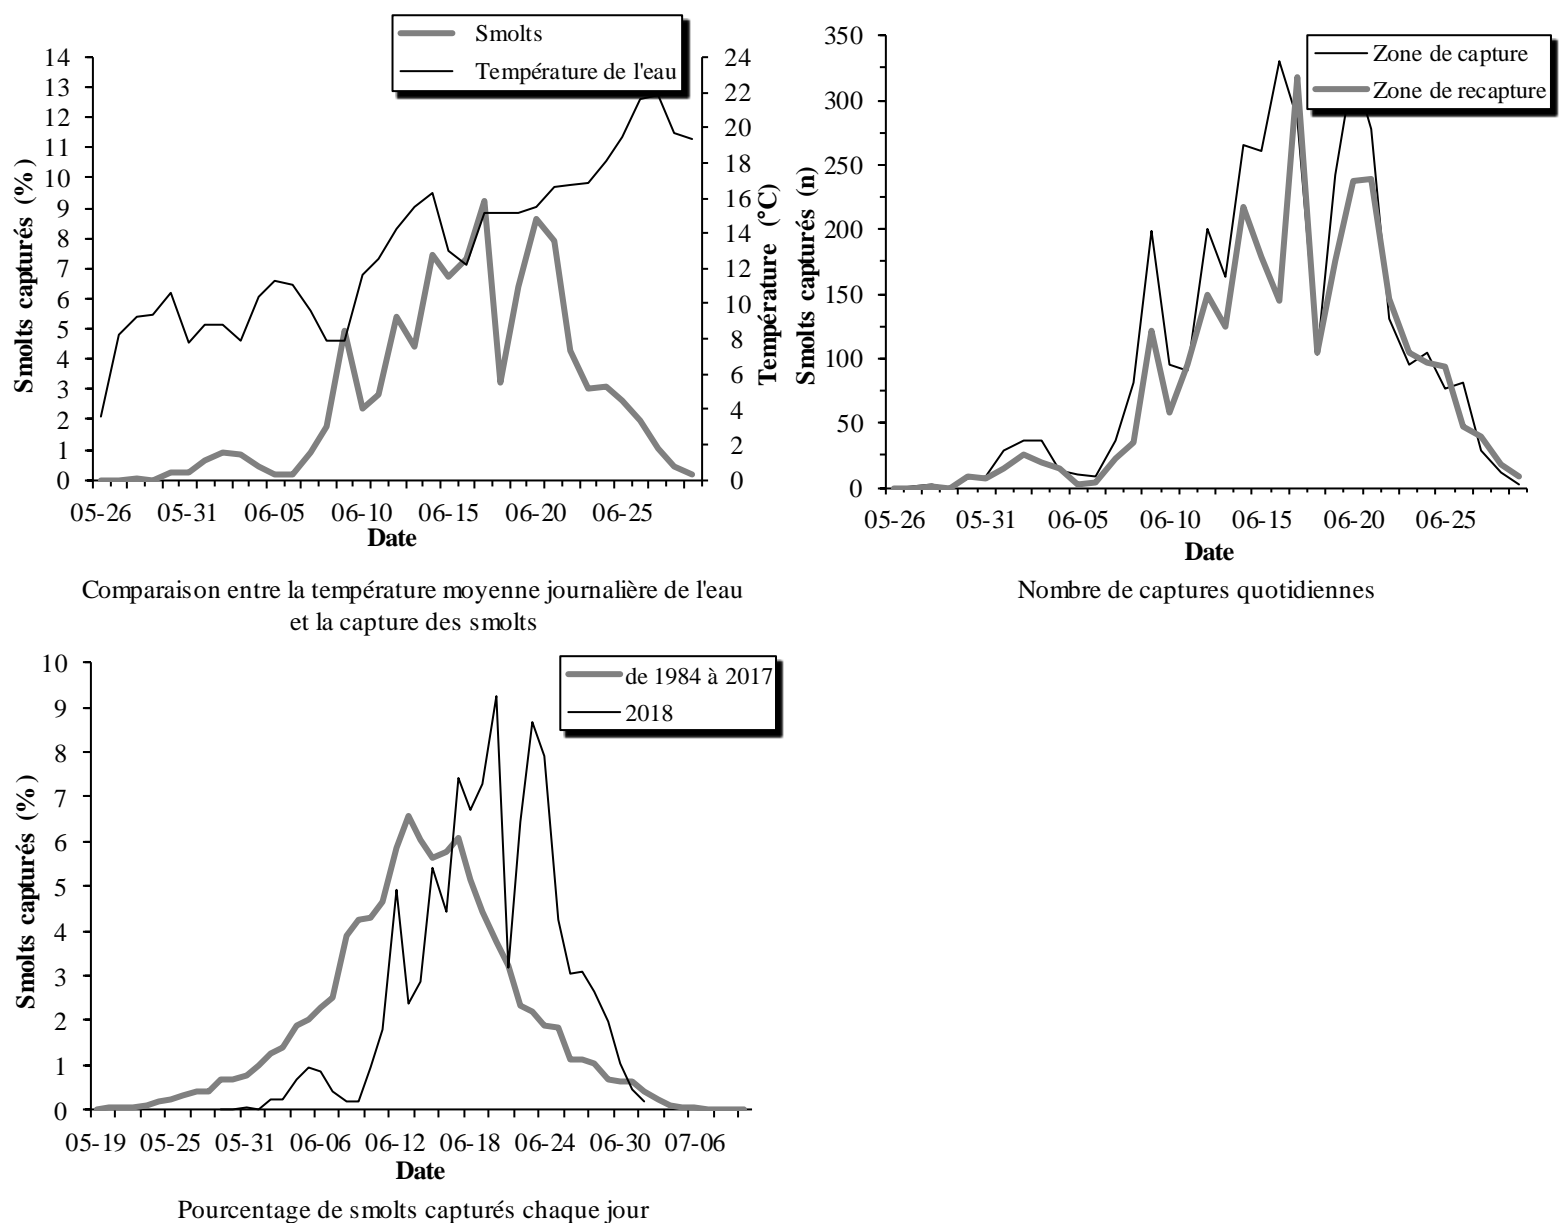 Smolts
Température de l'eau
14
13
12
11
10
9
8
7
6
5
4
3
2
1
0
Smolts capturés (%)
24
22
20
18
16
14
12
10
8
6
4
2
0
Température (°C)
05-26 05-31 06-05 06-10 06-15 06-20 06-25
Date
Comparaison entre la température moyenne journalière de l'eau
et la capture des smolts
Zone de capture
Zone de recapture
350
300
250
200
150
100
50
0
Smolts capturés (n)
05-26 05-31 06-05 06-10 06-15 06-20 06-25
Date
Nombre de captures quotidiennes
de 1984 à 2017
2018
10
9
8
7
6
5
4
3
2
1
0
Smolts capturés (%)
05-19 05-25 05-31 06-06 06-12 06-18 06-24 06-30 07-06
Date
Pourcentage de smolts capturés chaque jour